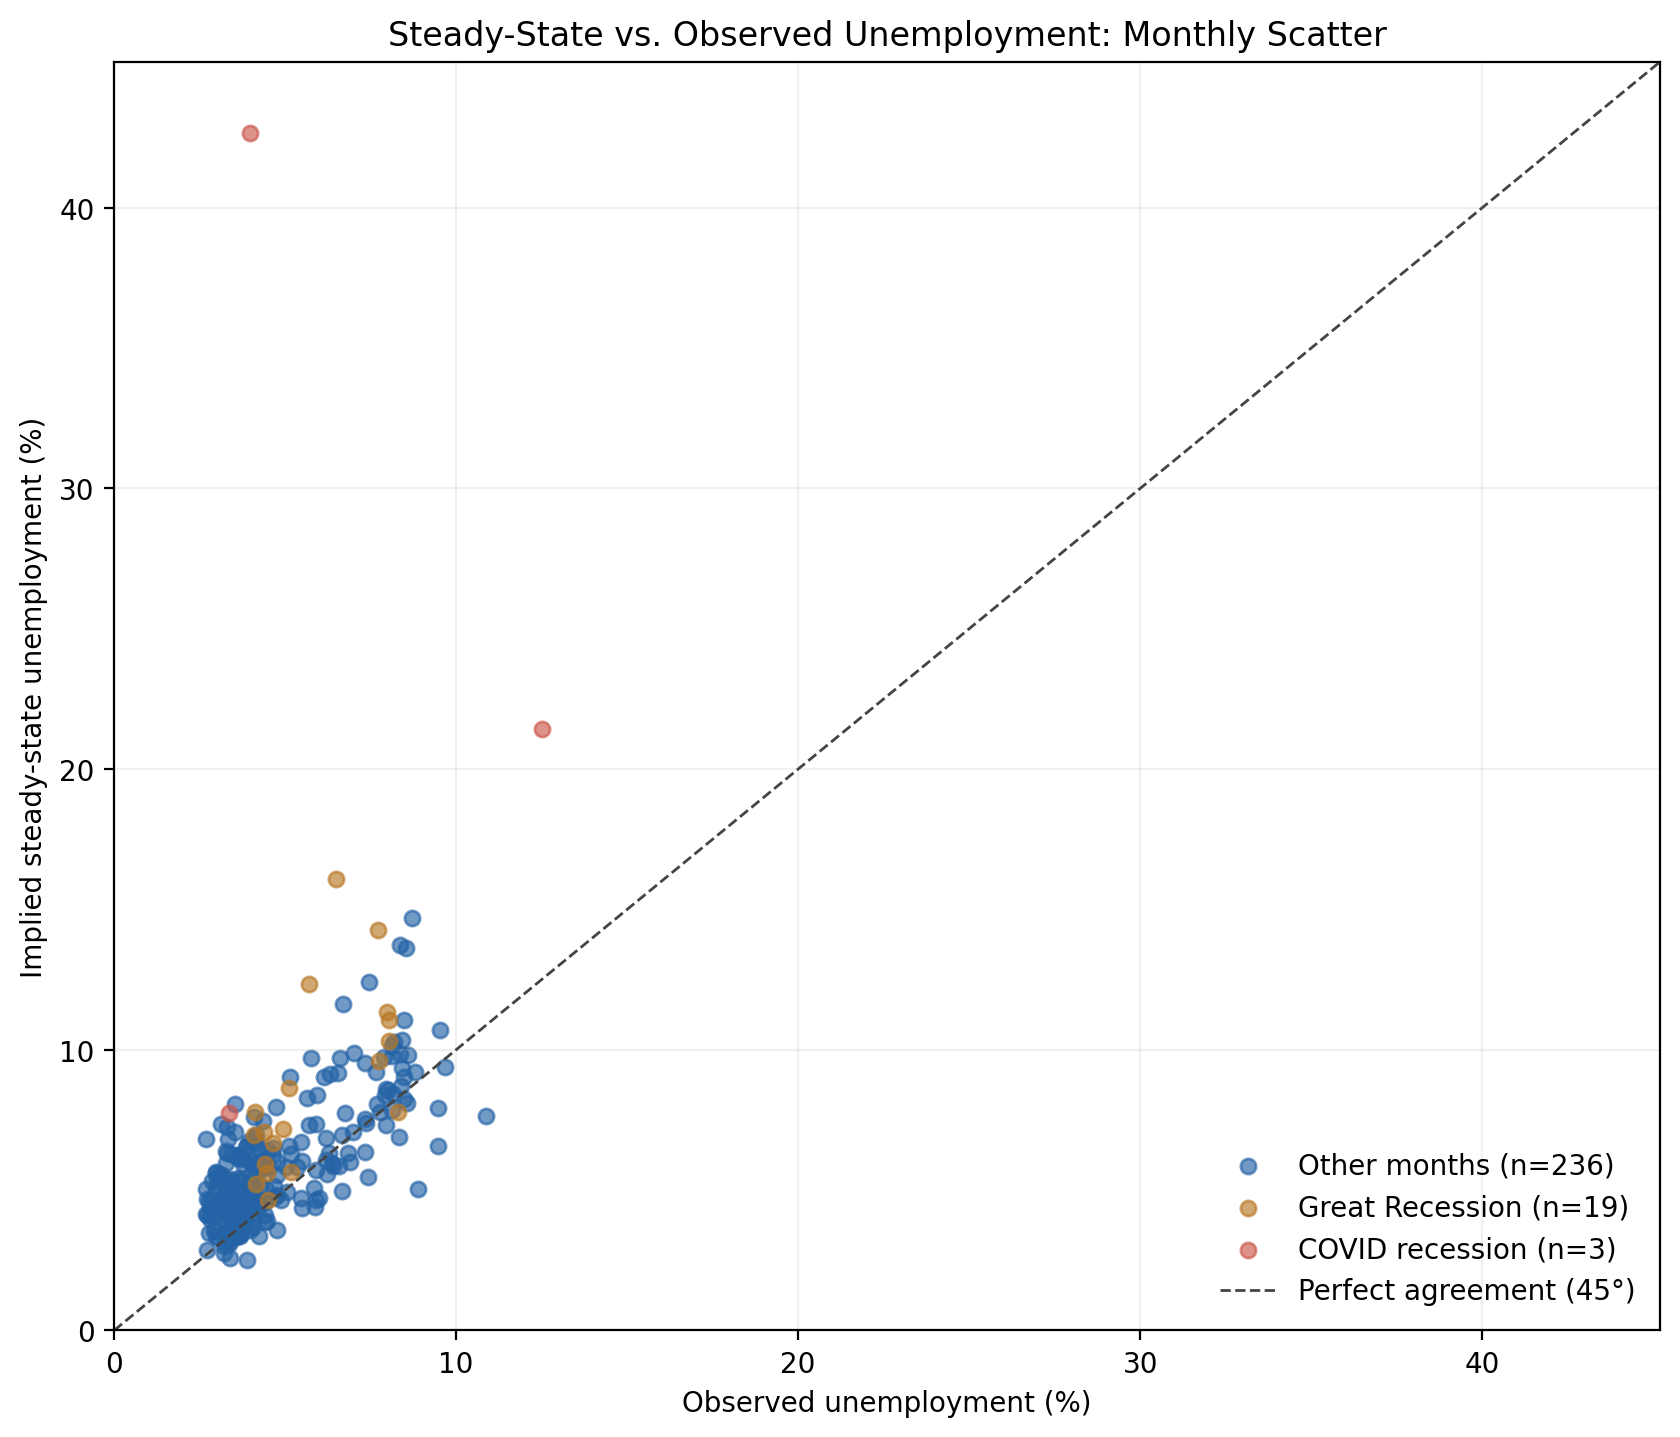 Steady-State vs. Observed Unemployment: Monthly Scatter
Implied steady-state unemployment (%)
40
30
20
10
0
0 10 20 30 40
Observed unemployment (%)
Other months (n=236)
Great Recession (n=19)
COVID recession (n=3)
Perfect agreement (45°)